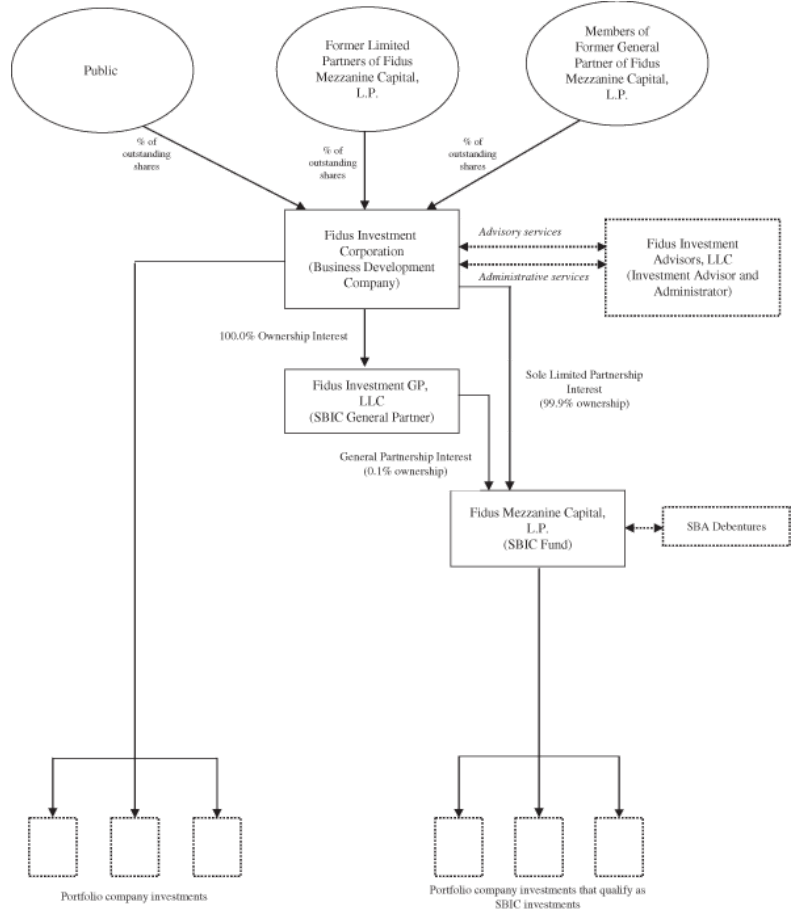 Public
Former Limited
Partners of Fidus
Mezzanine Capital,
L.P.
Members of
Former General
Partner of Fidus
Mezzanine Capital,
L.P.
% of
outstanding
shares
% of
outstanding
shares
% of
outstanding
shares
Fidus Investment
Corporation
(Business Development
Company)
Advisory services
Administrative services
Fidus Investment
Advisors, LLC
(Investment Advisor and
Administrator)
100.0% Ownership Interest
Fidus Investment GP,
LLC
(SBIC General Partner)
Sole Limited Partnership
Interest
(99.9% ownership)
General Partnership Interest
(0.1% ownership)
Fidus Mezzanine Capital,
L.P.
(SBIC Fund)
SBA Debentures
Portfolio company investments
Portfolio company investments that qualify as
SBIC investments